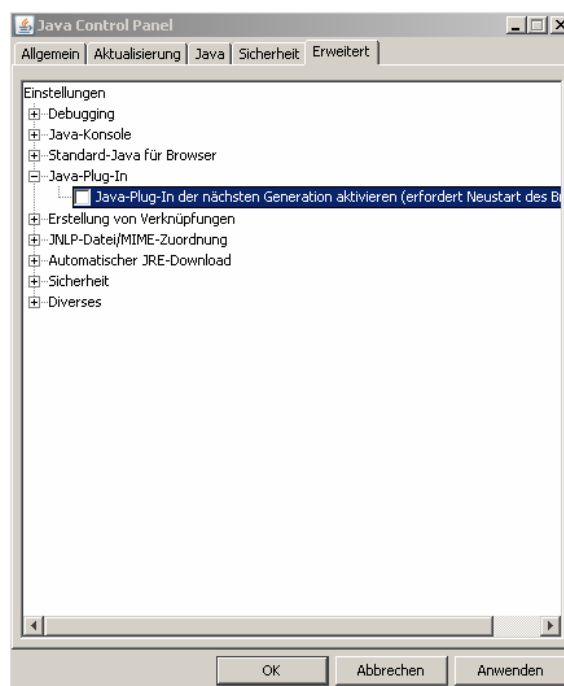 Java Control Panel
Allgemein Aktualisierung Java Sicherheit Erweitert
Einstellungen
Debugging
Java-Konsole
Standard-Java für Browser
Java-Plug-In
Java-Plug-In der nächsten Generation aktivieren (erfordert Neustart des
Erstellung von Verknüpfungen
JNLP-Datei/MIME-Zuordnung
Automatischer JRE-Download
Sicherheit
Diverses
OK Abbrechen Anwenden